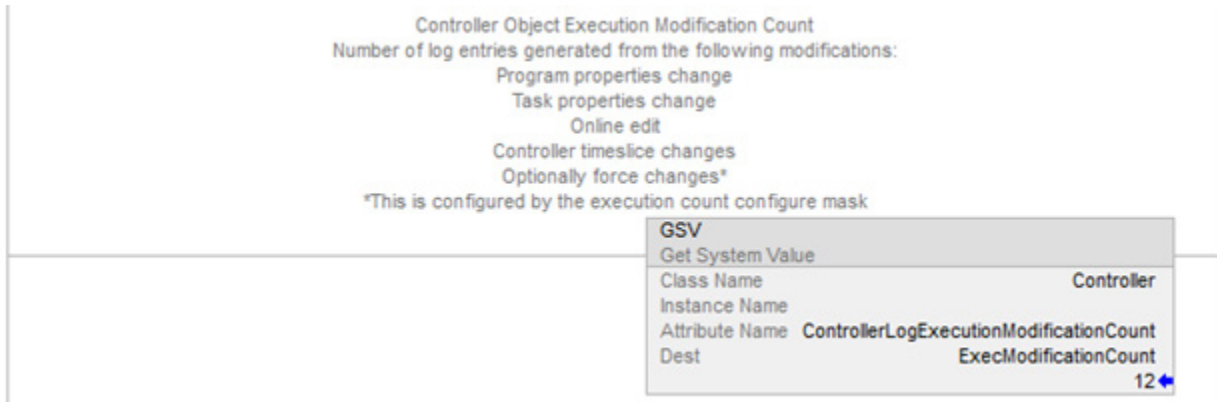 Controller Object Execution Modification Count
Number of log entries generated from the following modifications:
Program properties change
Task properties change
Online edit
Controller timeslice changes
Optionally force changes*
*This is configured by the execution count configure mask
GSV
Get System Value
Class Name Controller
Instance Name
Attribute Name ControllerLogExecutionModificationCount
Dest ExecModificationCount
12